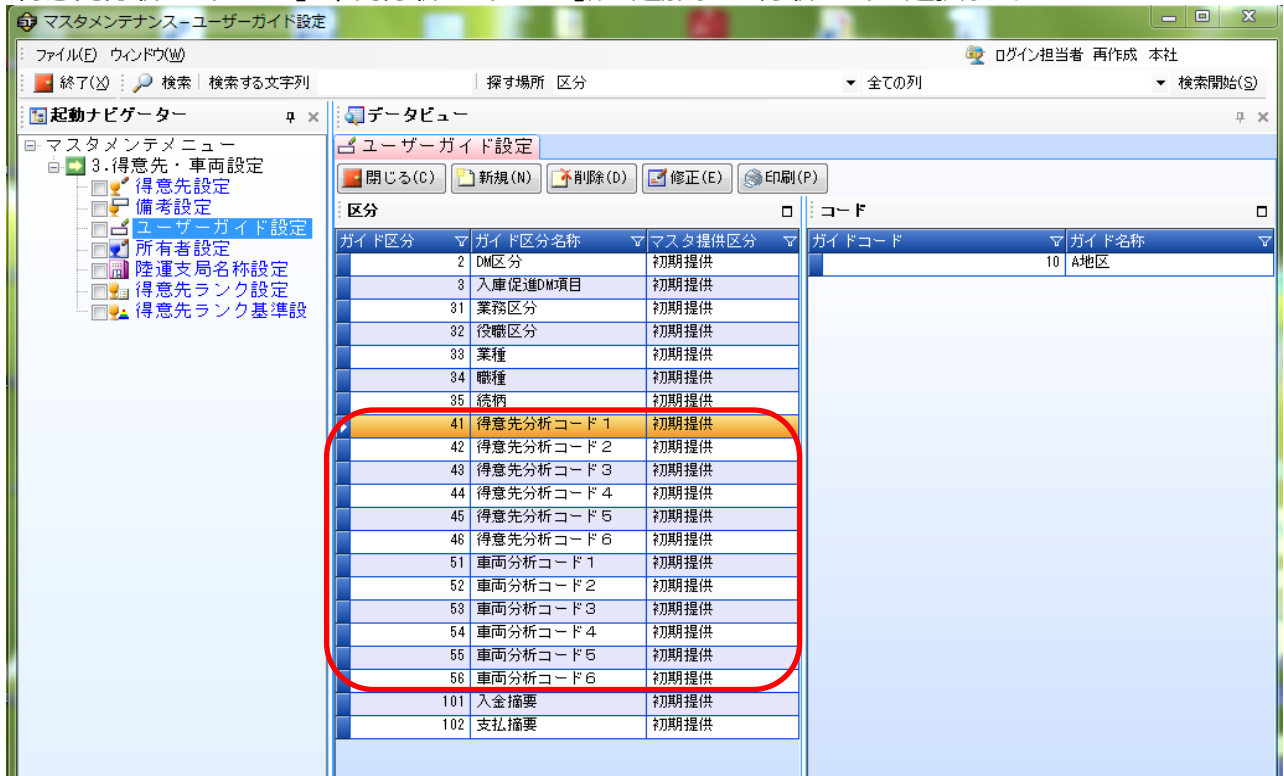 マスタメンテナンス－ユーザーガイド設定
ファイル(F) ウィンドウ(W)
ログイン担当者 再作成 本社
終了(X) 検索 検索する文字列 探す場所 区分 全ての列 検索開始(S)
起動ナビゲーター
データビュー
マスタメンテメニュー
3.得意先・車両設定
得意先設定
備考設定
ユーザーガイド設定
所有者設定
陸運支局名称設定
得意先ランク設定
得意先ランク基準設
ユーザーガイド設定
閉じる(C) 新規(N) 削除(D) 修正(E) 印刷(P)
区分
ガイド区分 ガイド区分名称 マスタ提供区分
2 DM区分 初期提供
3 入庫促進DM項目 初期提供
31 業務区分 初期提供
32 役職区分 初期提供
33 業種 初期提供
34 職種 初期提供
35 続柄 初期提供
41 得意先分析コード１ 初期提供
42 得意先分析コード２ 初期提供
43 得意先分析コード３ 初期提供
44 得意先分析コード４ 初期提供
45 得意先分析コード５ 初期提供
46 得意先分析コード６ 初期提供
51 車両分析コード１ 初期提供
52 車両分析コード２ 初期提供
53 車両分析コード３ 初期提供
54 車両分析コード４ 初期提供
55 車両分析コード５ 初期提供
56 車両分析コード６ 初期提供
101 入金摘要 初期提供
102 支払摘要 初期提供
コード
ガイドコード ガイド名称
10 A地区